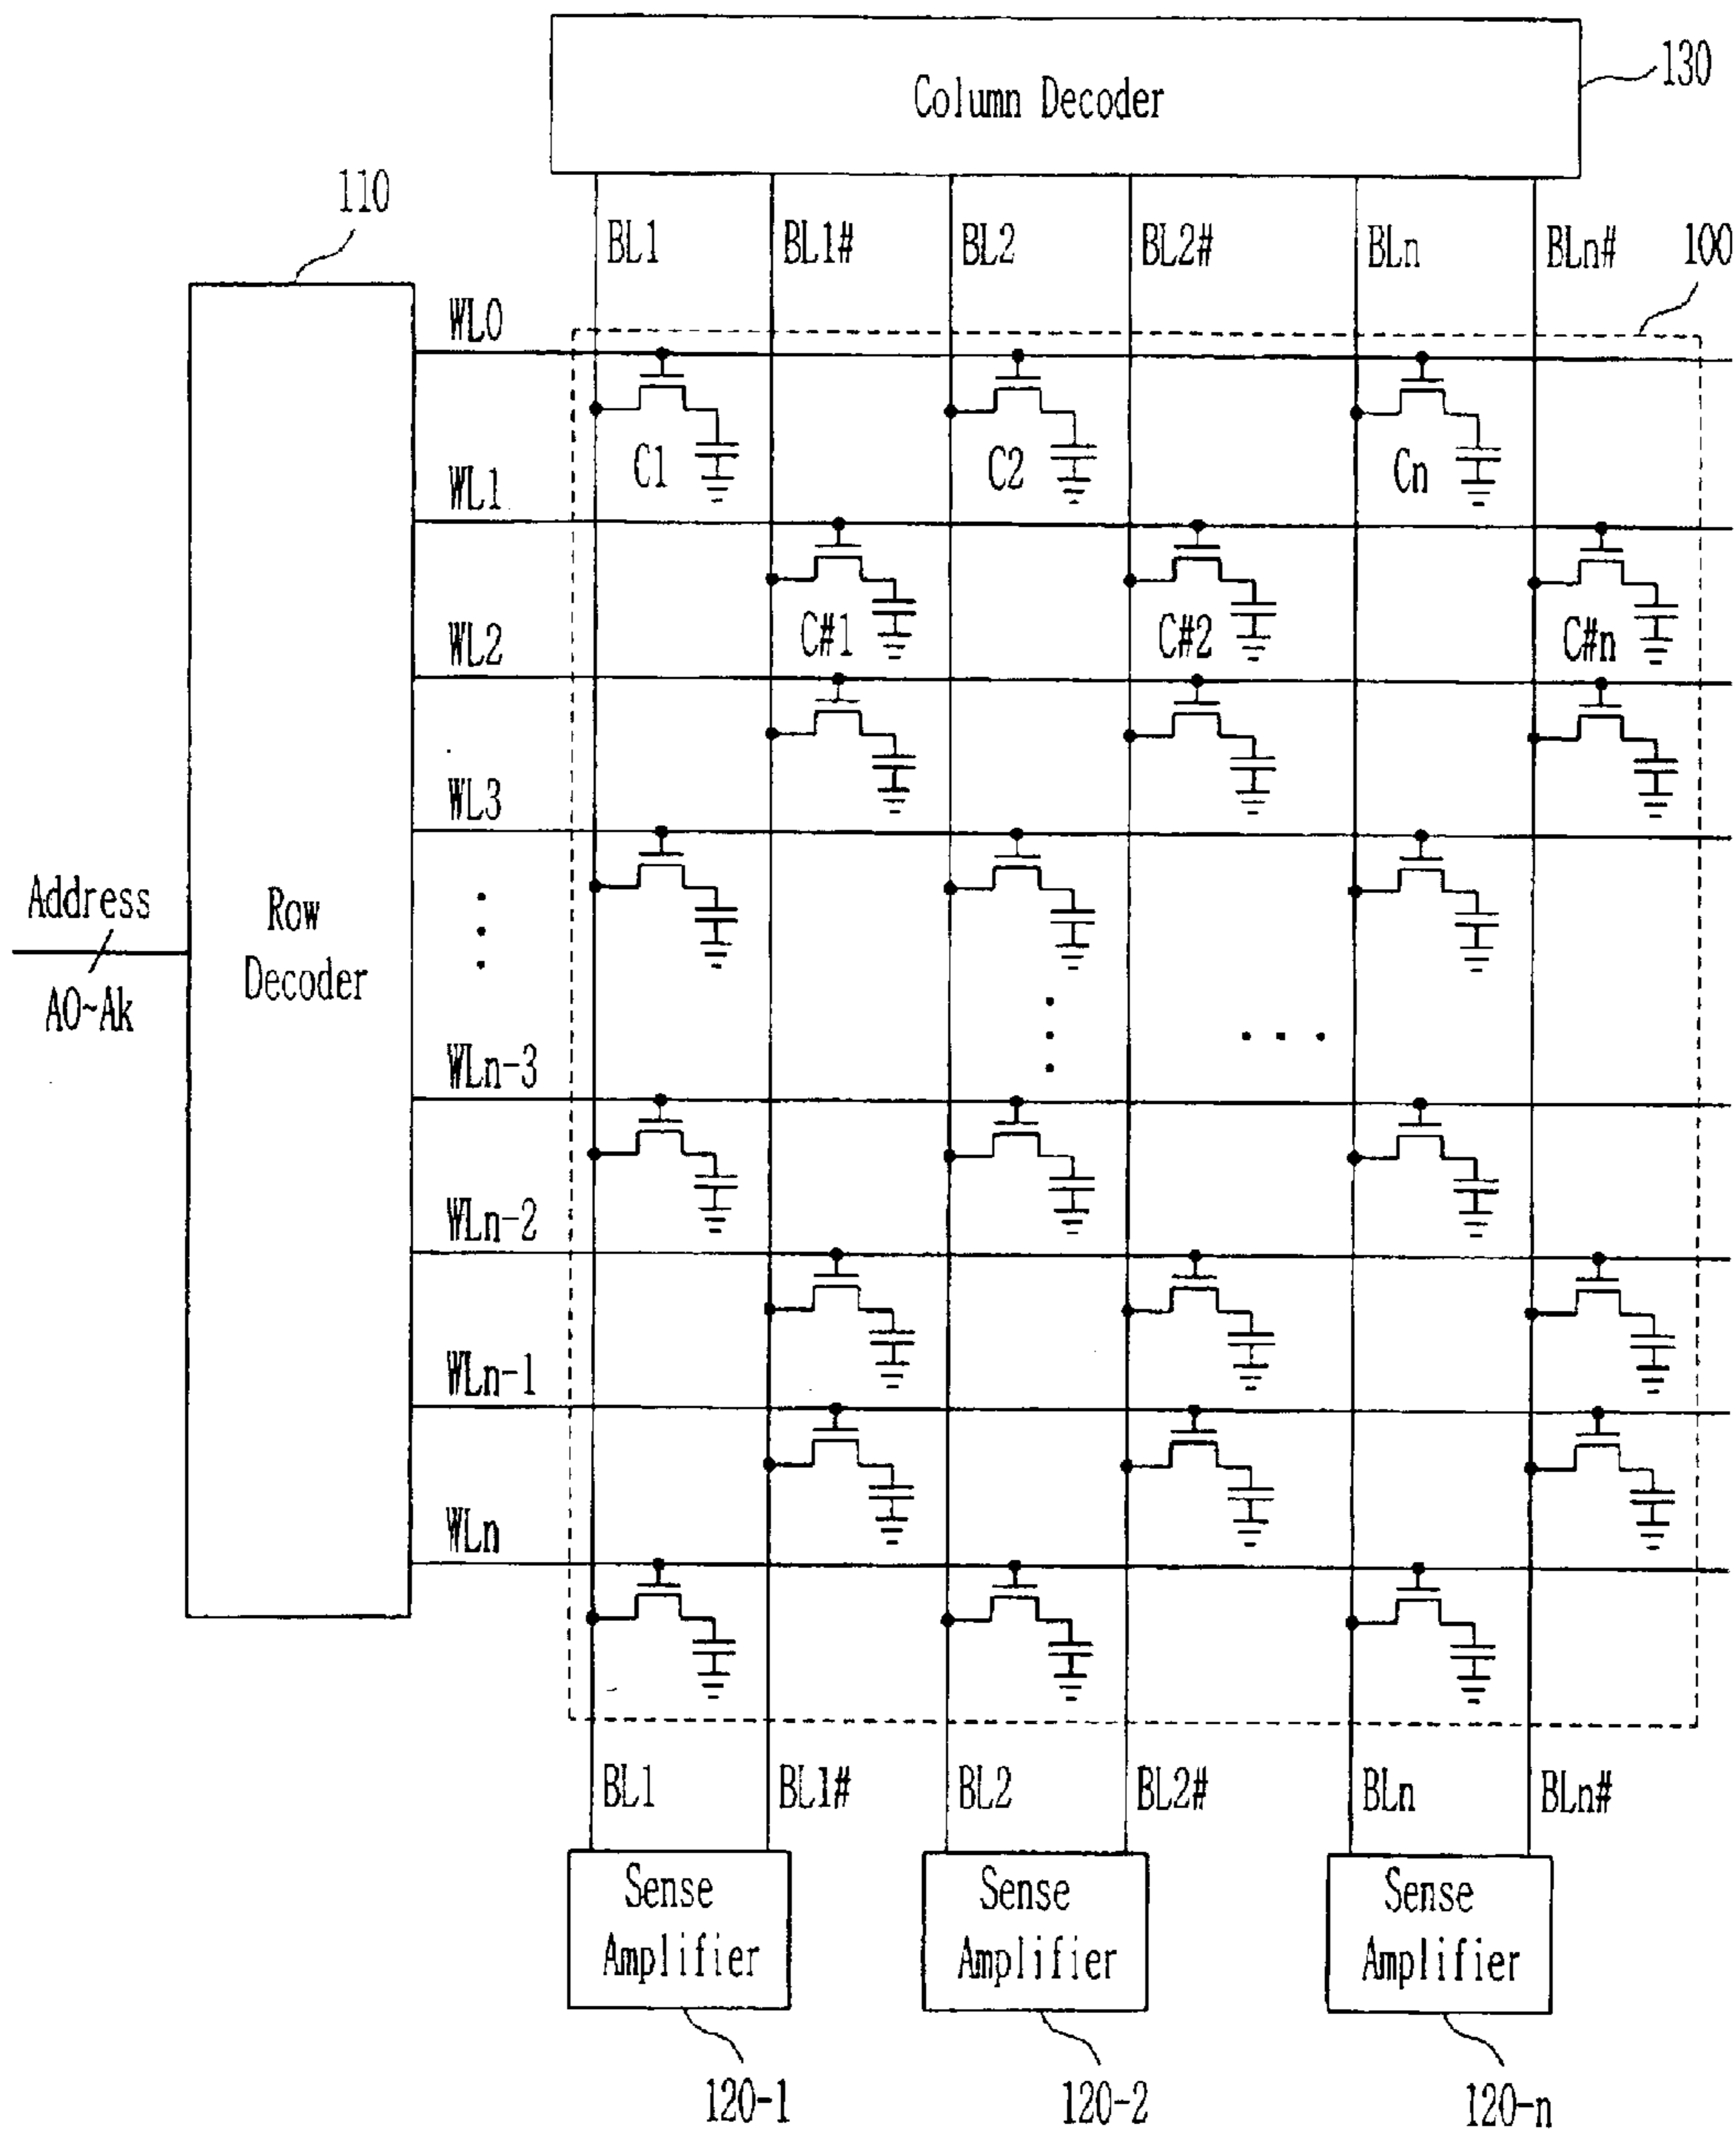 Column Decoder
130
110
BL1
BL1#
BL2
BL2#
BLn
BLn#
100
WL0
C1
C2
Cn
WL1
C#1
C#2
C#n
WL2
WL3
Address
A0~Ak
Row
Decoder
WLn-3
WLn-2
WLn-1
WLn
BL1
BL1#
BL2
BL2#
BLn
BLn#
Sense
Amplifier
Sense
Amplifier
Sense
Amplifier
120-1
120-2
120-n